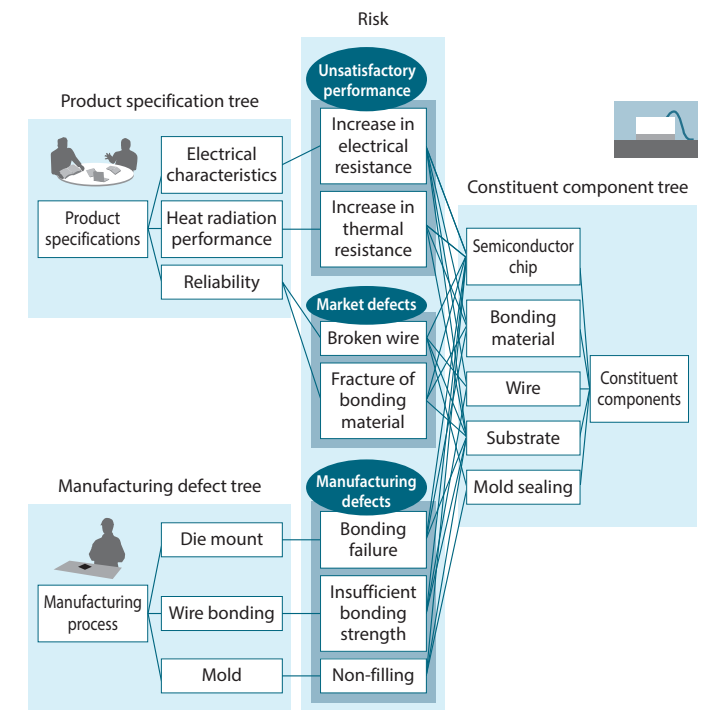 Risk
Product specification tree
Product
specifications
Electrical
characteristics
Heat radiation
performance
Reliability
Unsatisfactory
performance
Increase in
electrical
resistance
Increase in
thermal
resistance
Market defects
Broken wire
Fracture of
bonding
material
Manufacturing defect tree
Manufacturing
process
Die mount
Wire bonding
Mold
Manufacturing
defects
Bonding
failure
Insufficient
bonding
strength
Non-filling
Constituent component tree
Semiconductor
chip
Bonding
material
Wire
Substrate
Mold sealing
Constituent
components